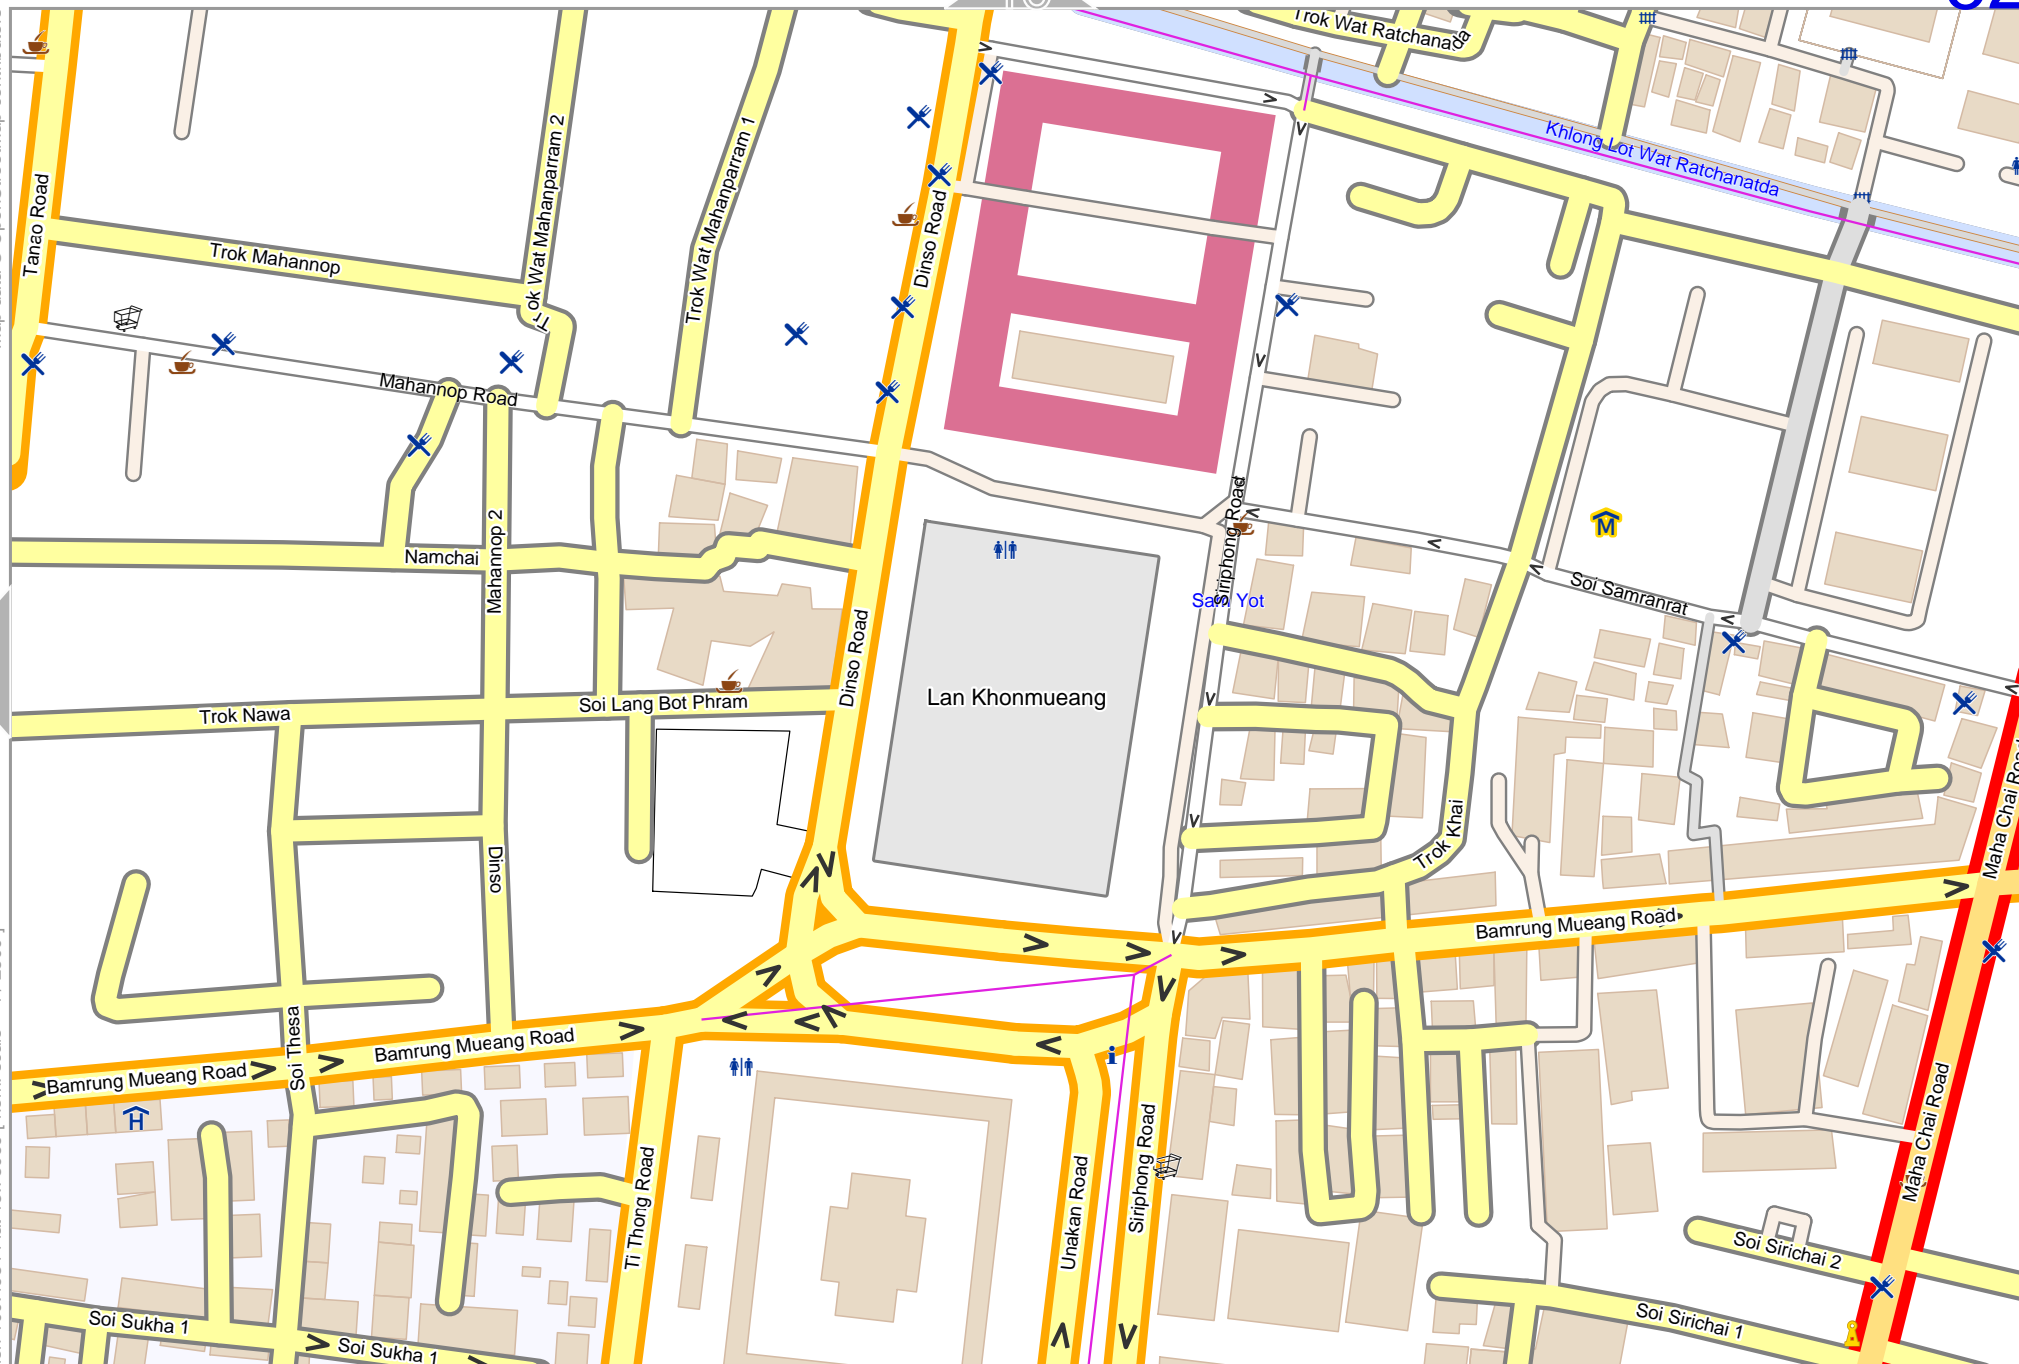 Trok Wat Ratchanada
Khlong Lot Wat Ratchanatda
Tanao Road
Trok Mahannop
Trok Wat Mahanparram 2
Trok Wat Mahanparram 1
Dinso Road
Mahannop Road
Siriphong Road
Namchai
Mahannop 2
Soi Samranrat
Sam Yot
Dinso Road
Lan Khonmueang
Trok Nawa
Soi Lang Bot Phram
Trok Khai
Maha Chai Road
Dinso
Bamrung Mueang Road
Bamrung Mueang Road
Bamrung Mueang Road
Soi Thesa
H
M
i
Ti Thong Road
Unakan Road
Siriphong Road
Maha Chai Road
Soi Sirichai 2
Soi Sirichai 1
Soi Sukha 1
Soi Sukha 1